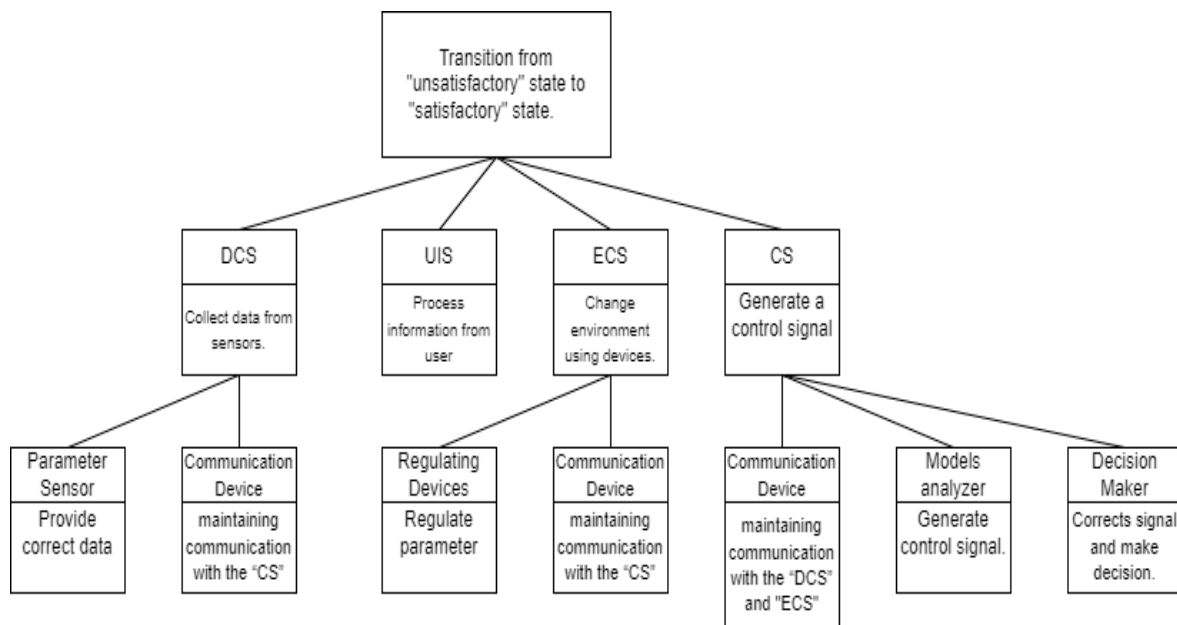 Transition from
"unsatisfactory" state to
"satisfactory" state.
DCS
Collect data from
sensors.
UIS
Process
information from
user
ECS
Change
environment
using devices.
CS
Generate a
control signal
Parameter
Sensor
Provide
correct data
Communication
Device
maintaining
communication
with the “CS”
Regulating
Devices
Regulate
parameter
Communication
Device
maintaining
communication
with the “CS”
Communication
Device
maintaining
communication
with the “DCS”
and "ECS"
Models
analyzer
Generate
control signal.
Decision
Maker
Corrects signal
and make
decision.